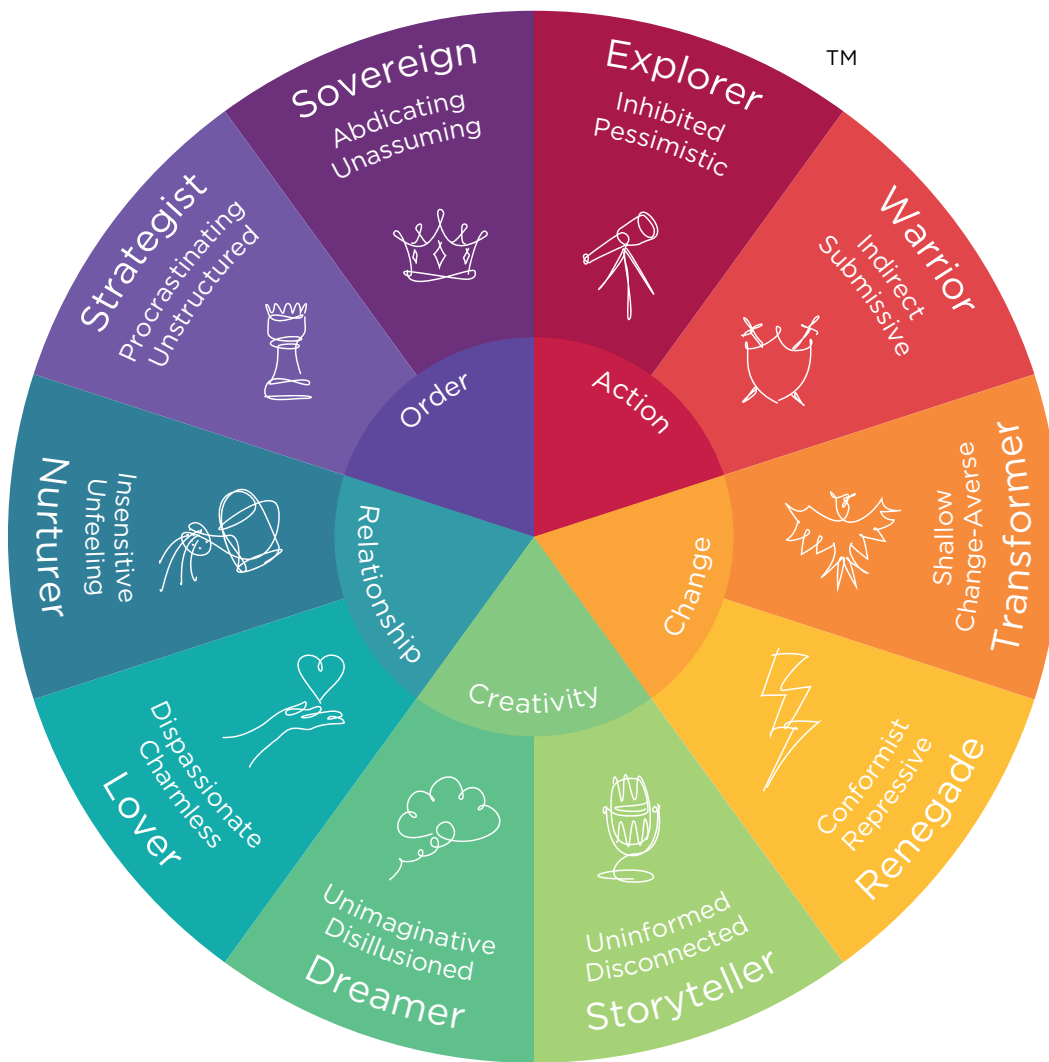 TM
Sovereign
Abdicating
Unassuming
Explorer
Inhibited
Pessimistic
Warrior
Indirect
Submissive
Transformer
Shallow
Change-Averse
Renegade
Conformist
Repressive
Storyteller
Uninformed
Disconnected
Dreamer
Unimaginative
Disillusioned
Lover
Dispassionate
Charmless
Nurturer
Insensitive
Unfeeling
Strategist
Procrastinating
Unstructured
Order
Action
Change
Creativity
Relationship